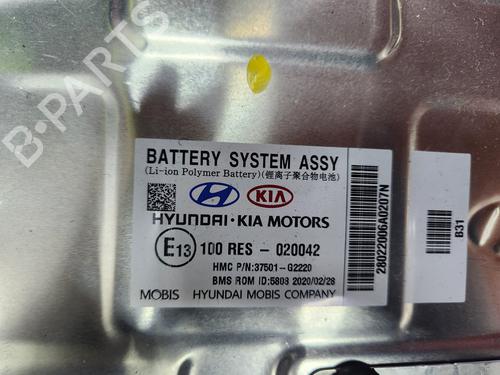 BATTERY SYSTEM ASSY
(Li-ion Polymer Battery)(锂离子聚合物电池)
KIA
HYUNDAI·KIA MOTORS
E13 100 RES - 020042
HMC P/N:37501-G2220
BMS ROM ID:5808 2020/02/28
MOBIS HYUNDAI MOBIS COMPANY
28022006A0207N
B31
B-PARTS